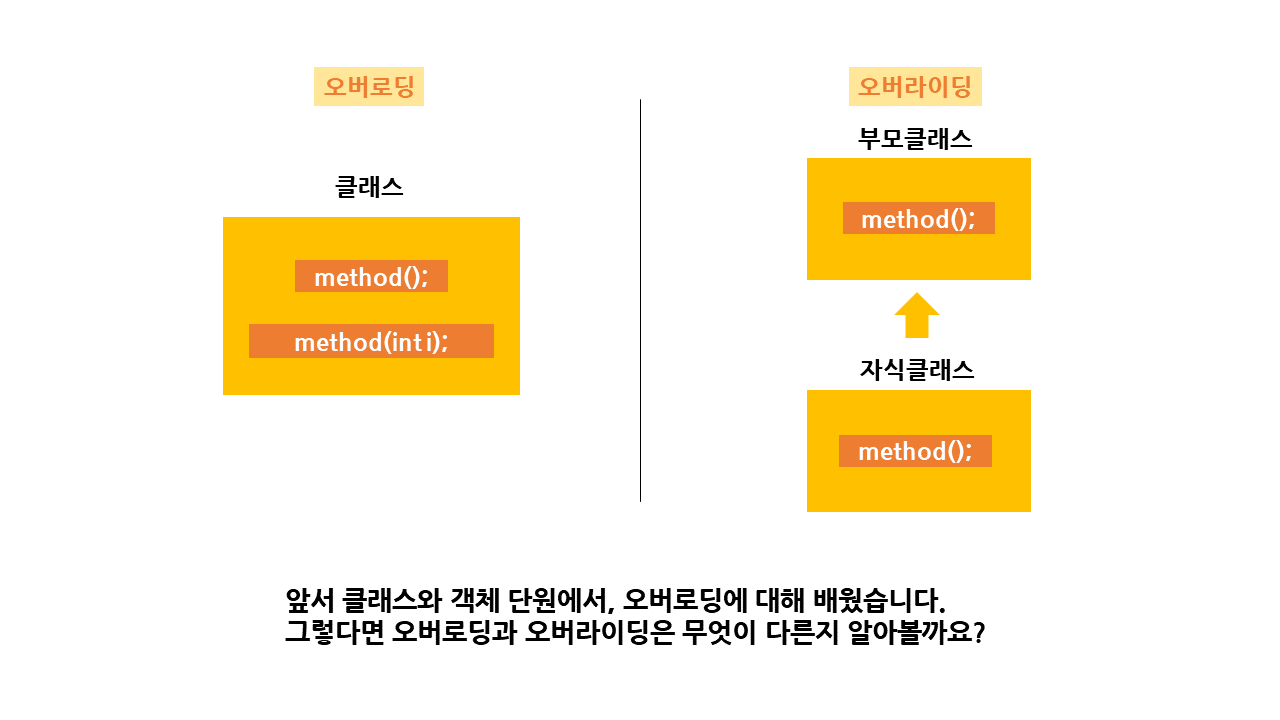 오버로딩
클래스
method();
method(int i);
오버라이딩
부모클래스
method();
자식클래스
method();
앞서 클래스와 객체 단원에서, 오버로딩에 대해 배웠습니다.
그렇다면 오버로딩과 오버라이딩은 무엇이 다른지 알아볼까요?